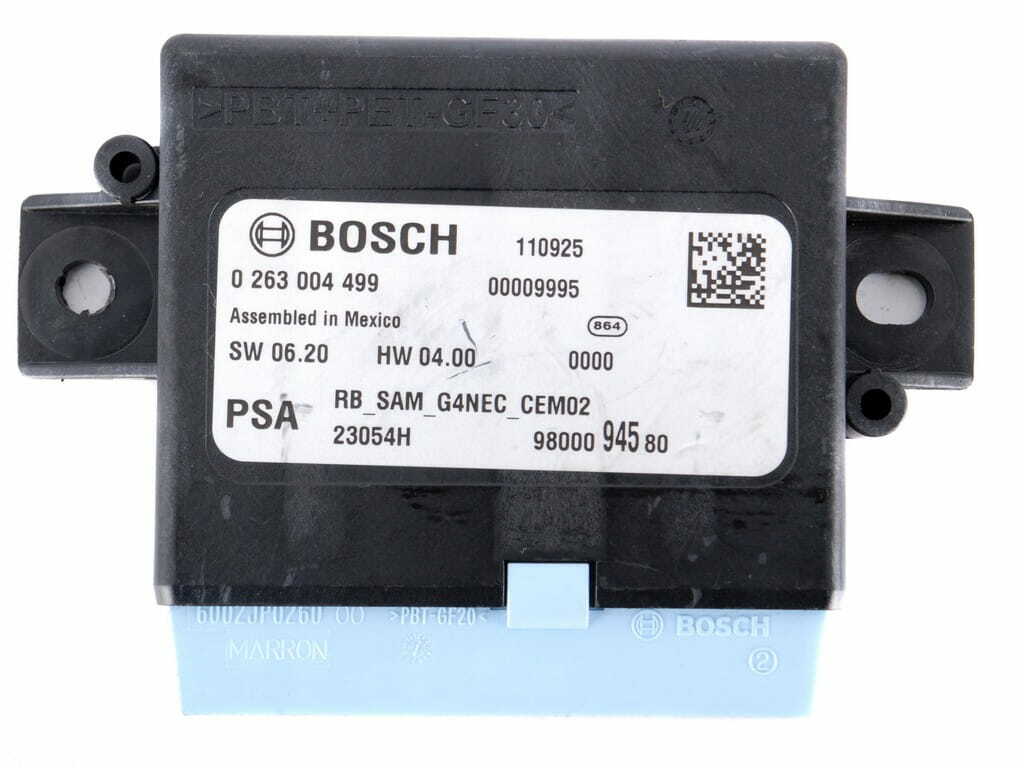 >PBT+PET-GF30<
BOSCH 110925
0 263 004 499 00009995
Assembled in Mexico 864
SW 06.20 HW 04.00 0000
PSA RB_SAM_G4NEC_CEM02
23054H 98000 945 80
6002JP0260 00 >PBT-GF20< BOSCH
MARRON 2